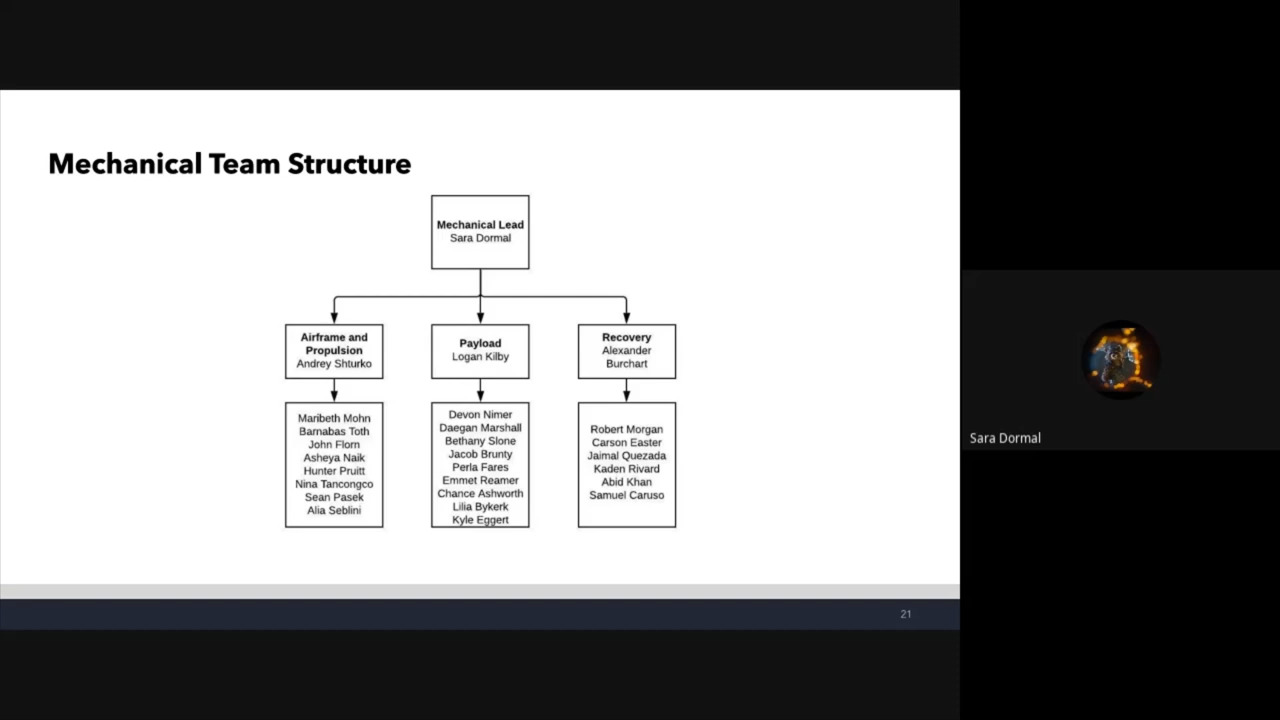 Mechanical Team Structure
Mechanical Lead
Sara Dormal
Airframe and
Propulsion
Andrey Shturko
Payload
Logan Kilby
Recovery
Alexander
Burchart
Maribeth Mohn
Barnabas Toth
John Florn
Asheya Naik
Hunter Pruitt
Nina Tancongco
Sean Pasek
Alia Seblini
Devon Nimer
Daegan Marshall
Bethany Slone
Jacob Brunty
Perla Fares
Emmet Reamer
Chance Ashworth
Lilia Bykerk
Kyle Eggert
Robert Morgan
Carson Easter
Jaimal Quezada
Kaden Rivard
Abid Khan
Samuel Caruso
21
Sara Dormal